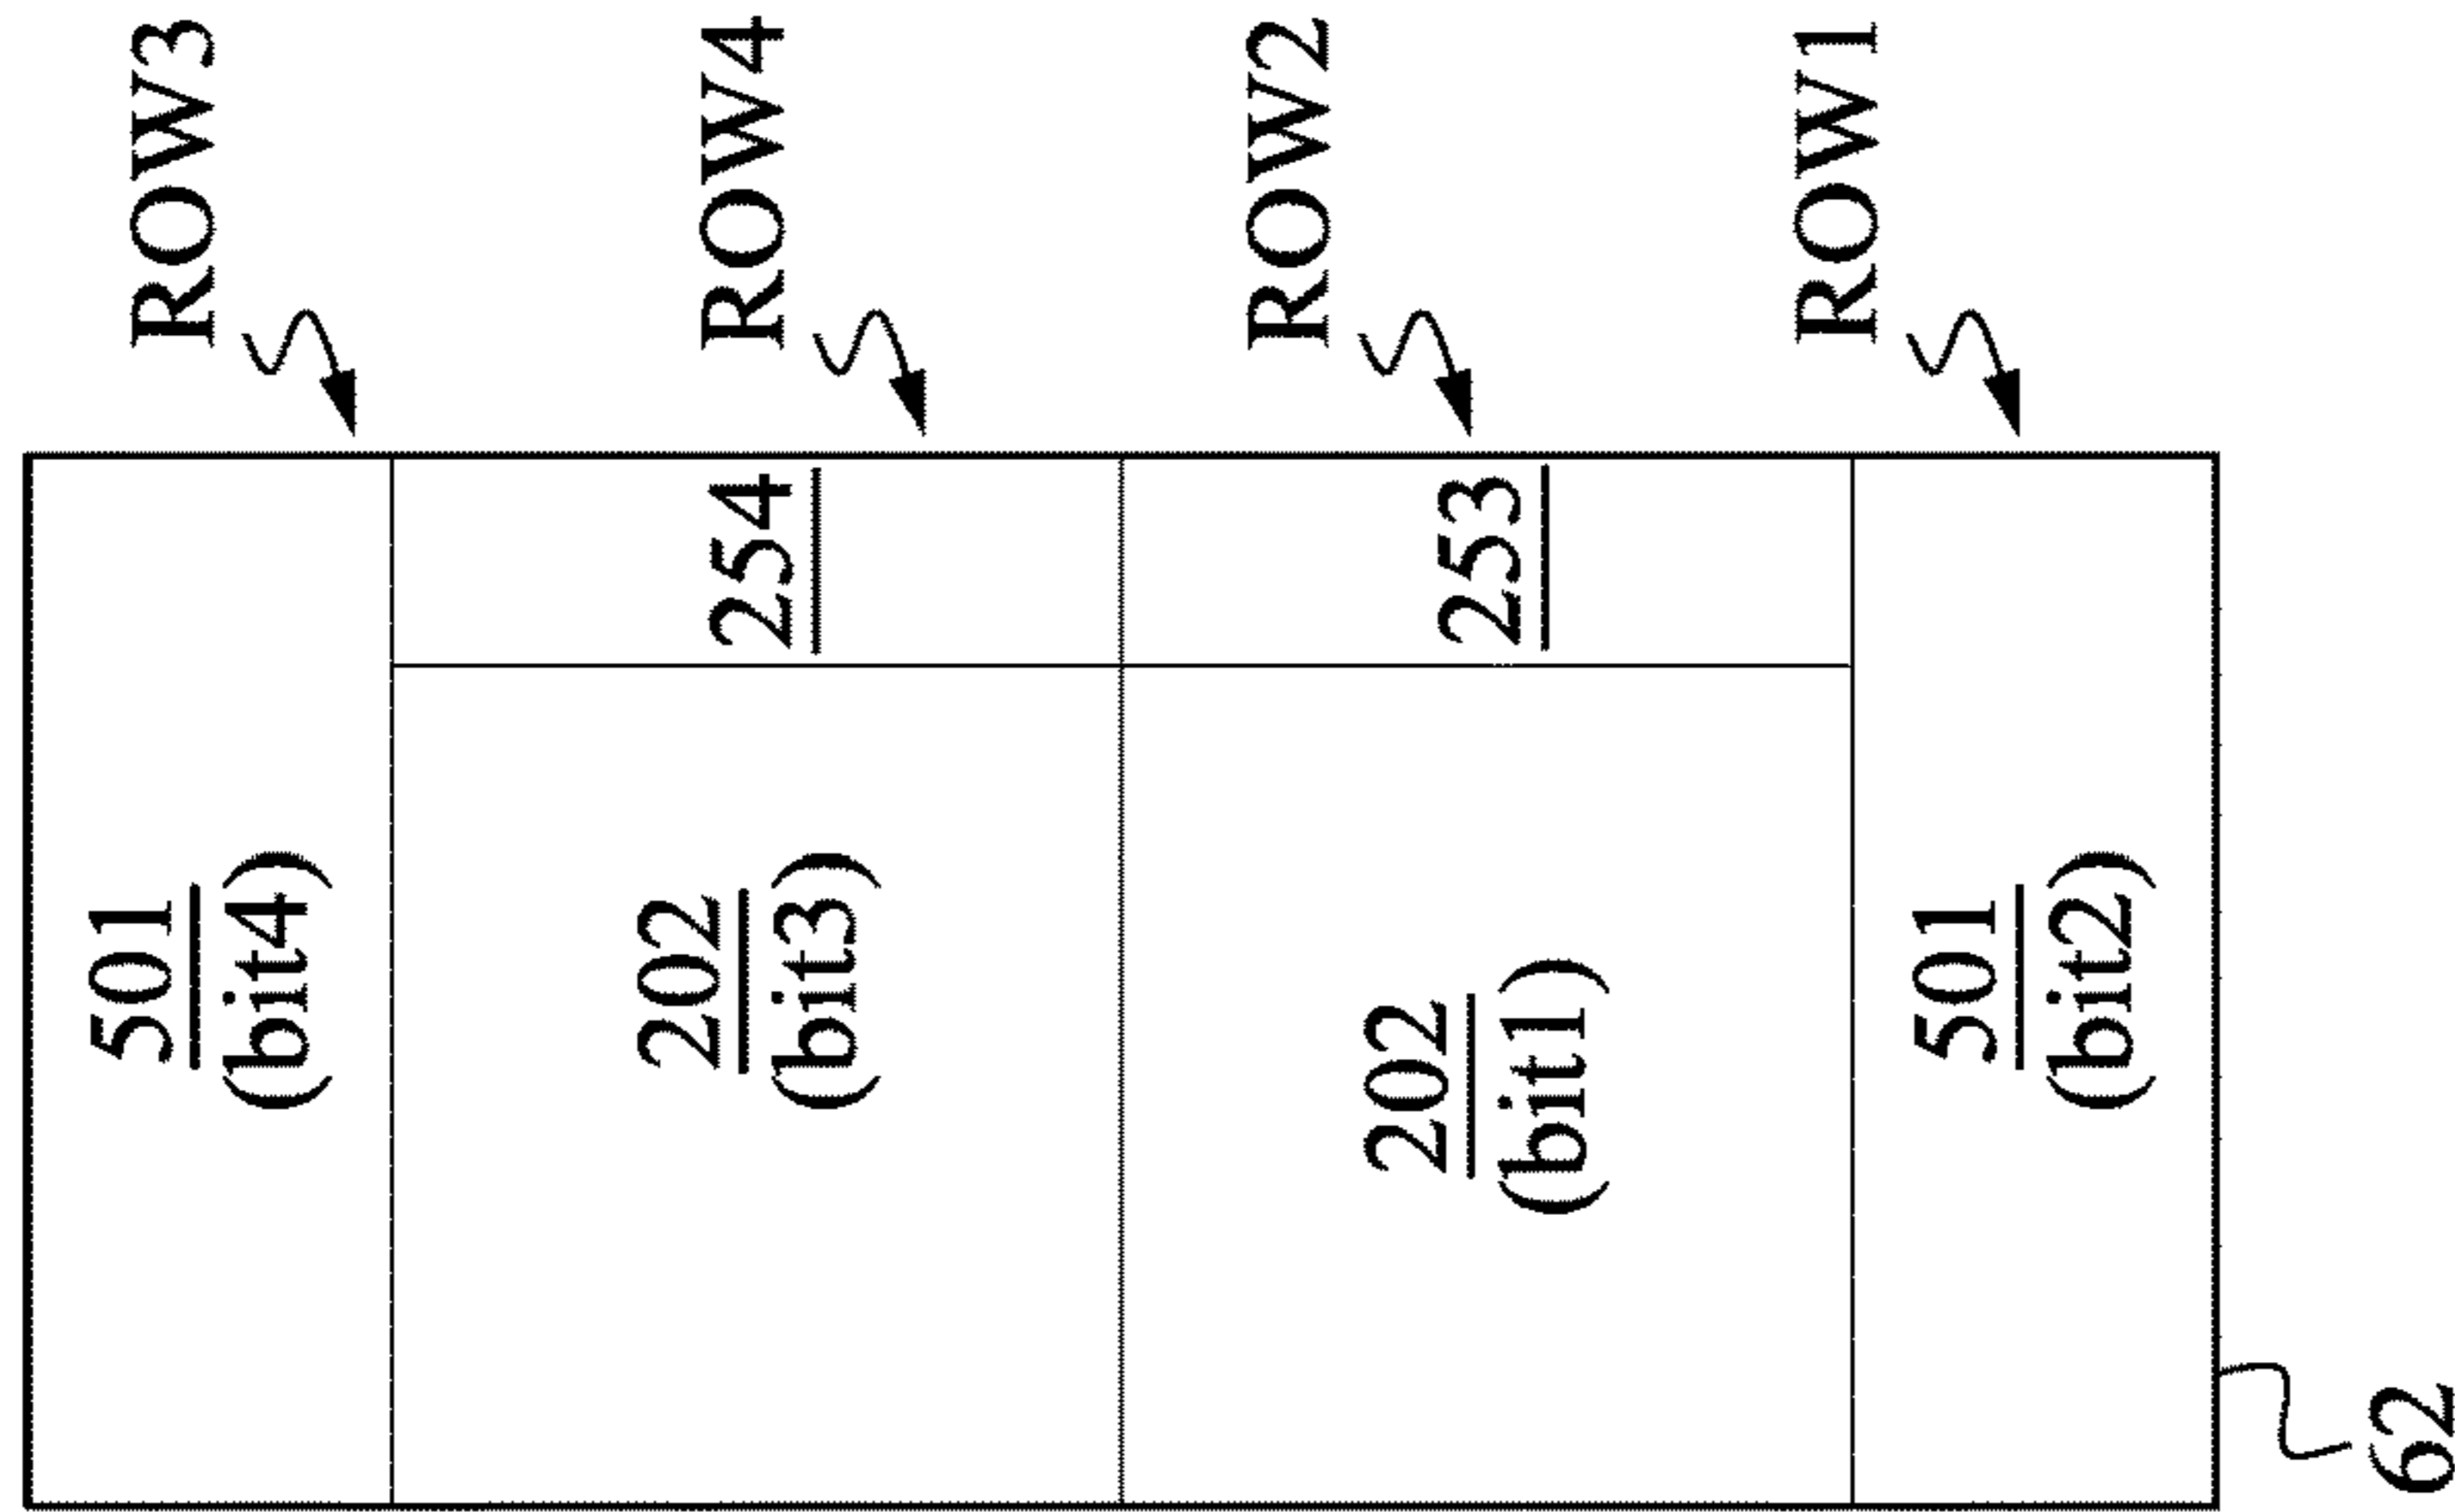 ROW3
ROW4
ROW2
ROW1
501
(bit4)
254
202
(bit3)
253
202
(bit1)
501
(bit2)
62